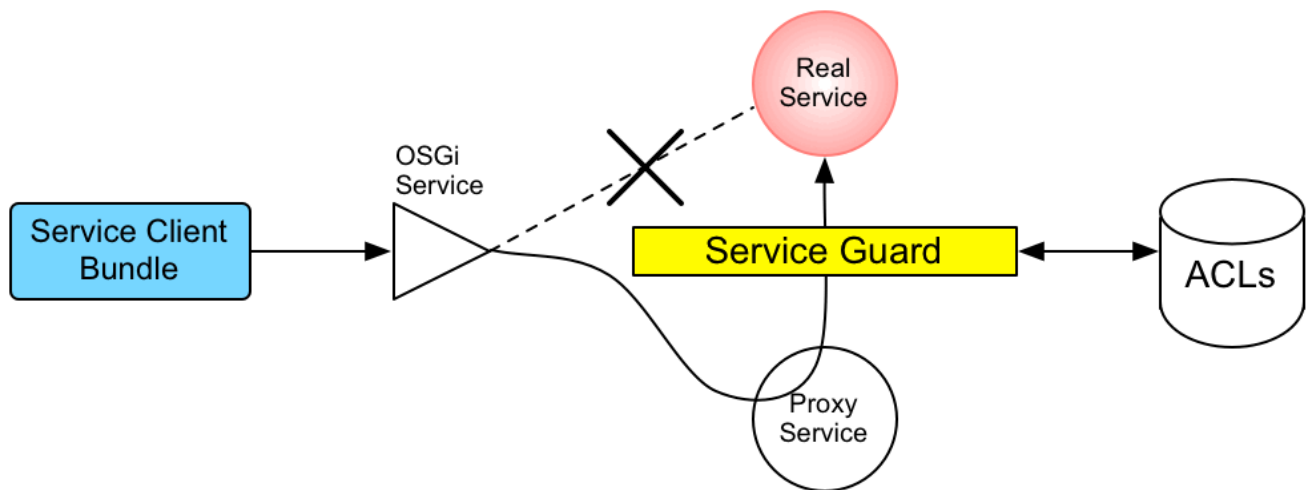 Real
Service
OSGi
Service
Service Client
Bundle
Service Guard
ACLs
Proxy
Service